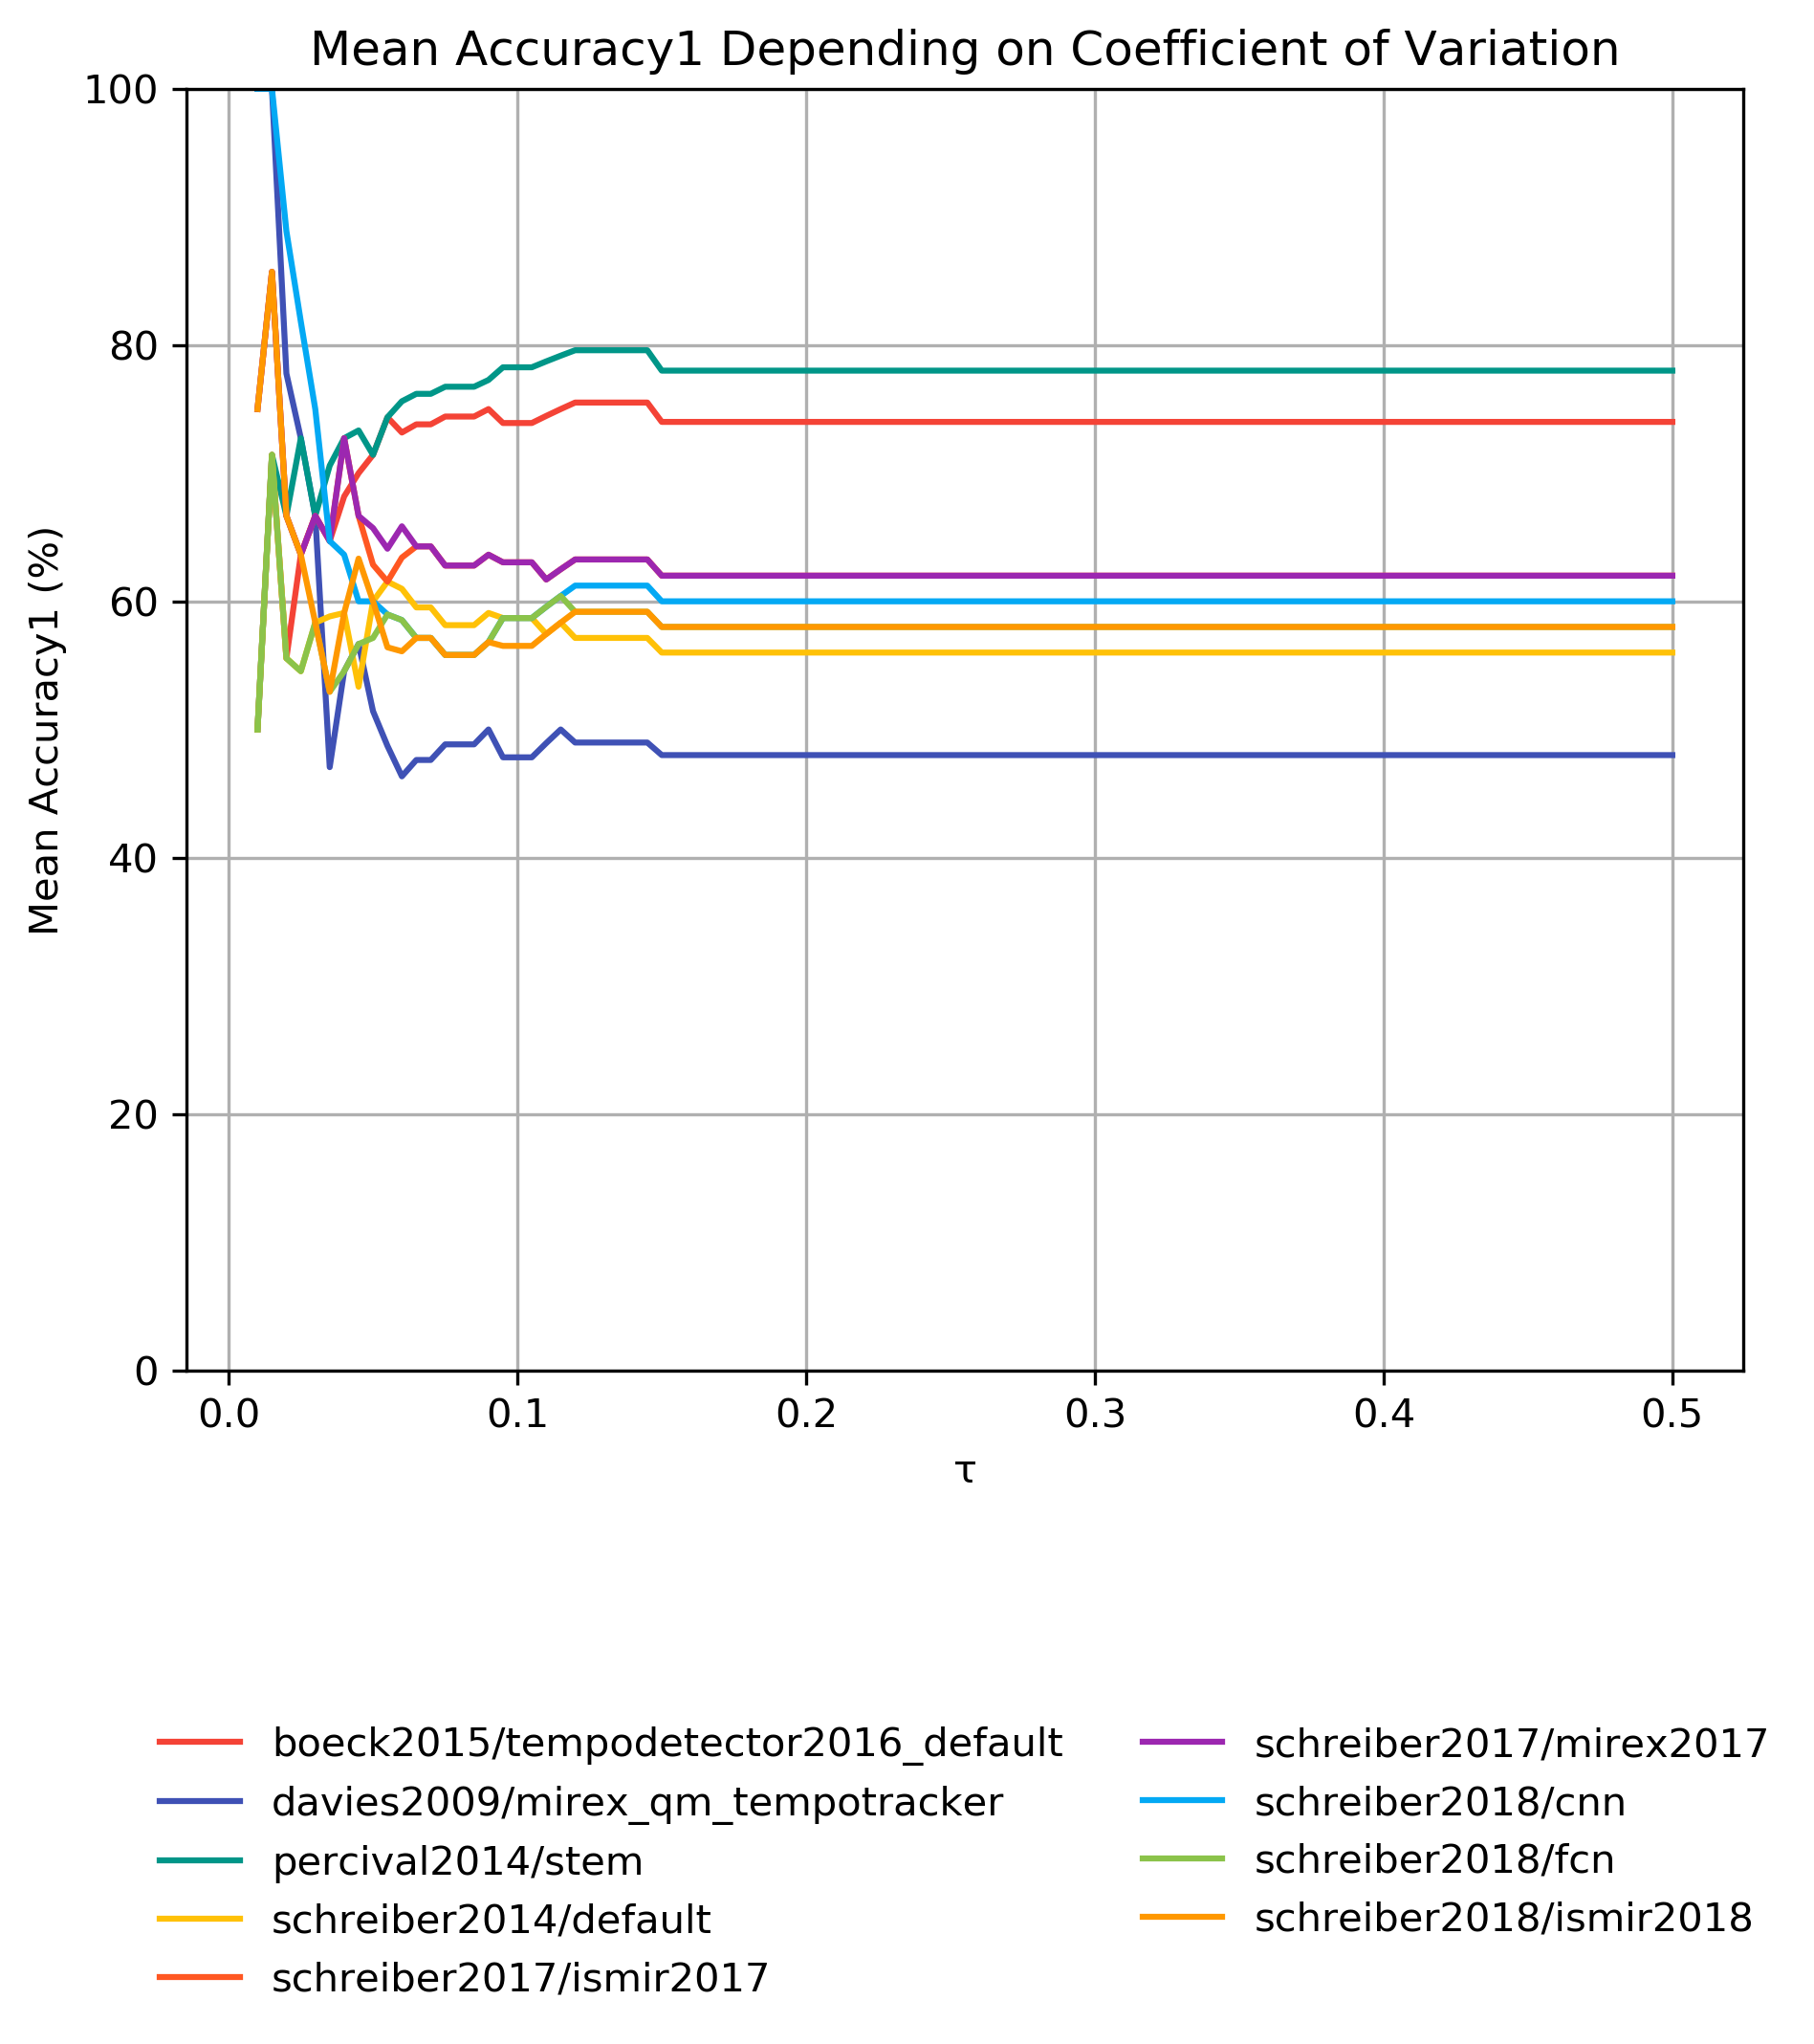 Mean Accuracy1 Depending on Coefficient of Variation
100
80
60
40
20
0
Mean Accuracy1 (%)
0.0 0.1 0.2 0.3 0.4 0.5
τ
boeck2015/tempodetector2016_default
davies2009/mirex_qm_tempotracker
percival2014/stem
schreiber2014/default
schreiber2017/ismir2017
schreiber2017/mirex2017
schreiber2018/cnn
schreiber2018/fcn
schreiber2018/ismir2018